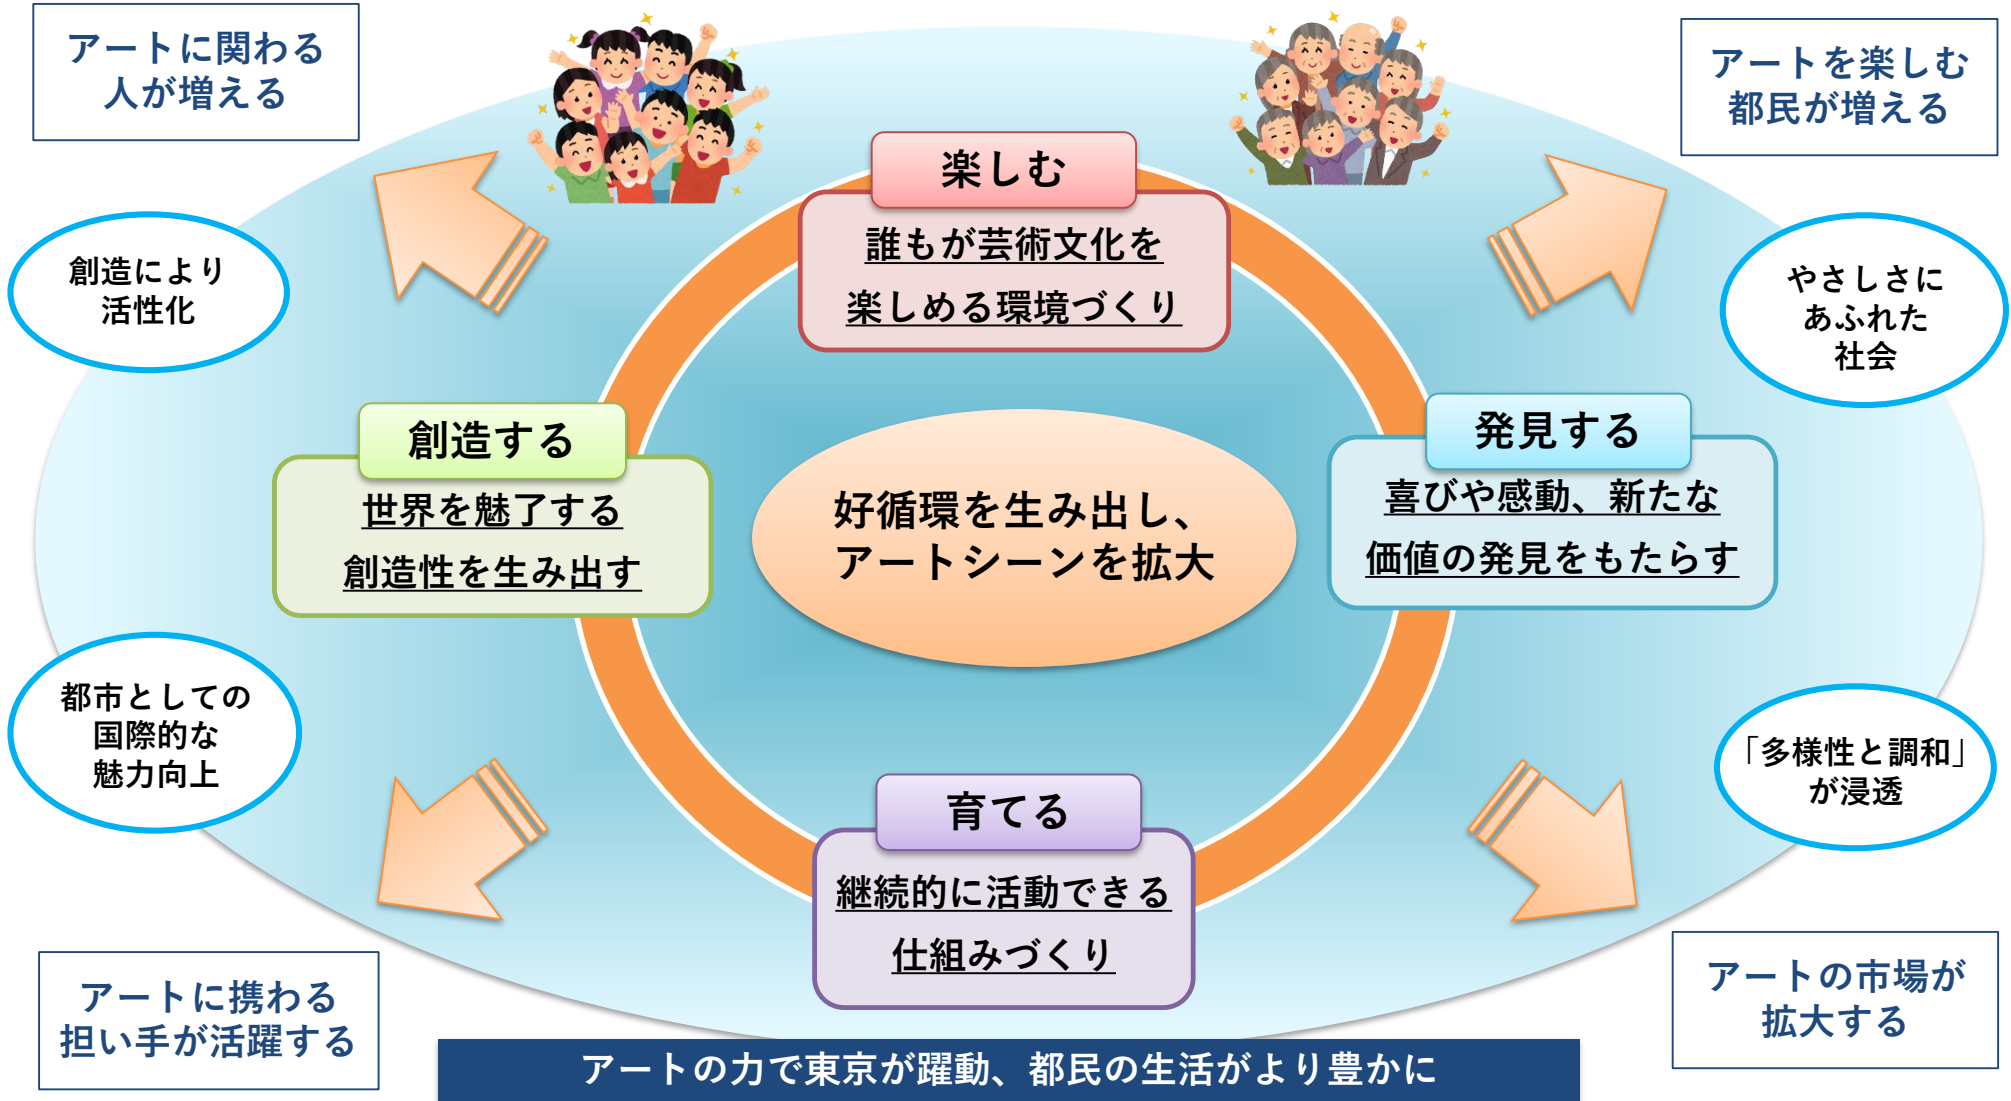 アートに関わる
人が増える
アートを楽しむ
都民が増える
楽しむ
誰もが芸術文化を
楽しめる環境づくり
創造により
活性化
やさしさに
あふれた
社会
創造する
世界を魅了する
創造性を生み出す
好循環を生み出し、
アートシーンを拡大
発見する
喜びや感動、新たな
価値の発見をもたらす
都市としての
国際的な
魅力向上
「多様性と調和」
が浸透
育てる
継続的に活動できる
仕組みづくり
アートに携わる
担い手が活躍する
アートの市場が
拡大する
アートの力で東京が躍動、都民の生活がより豊かに